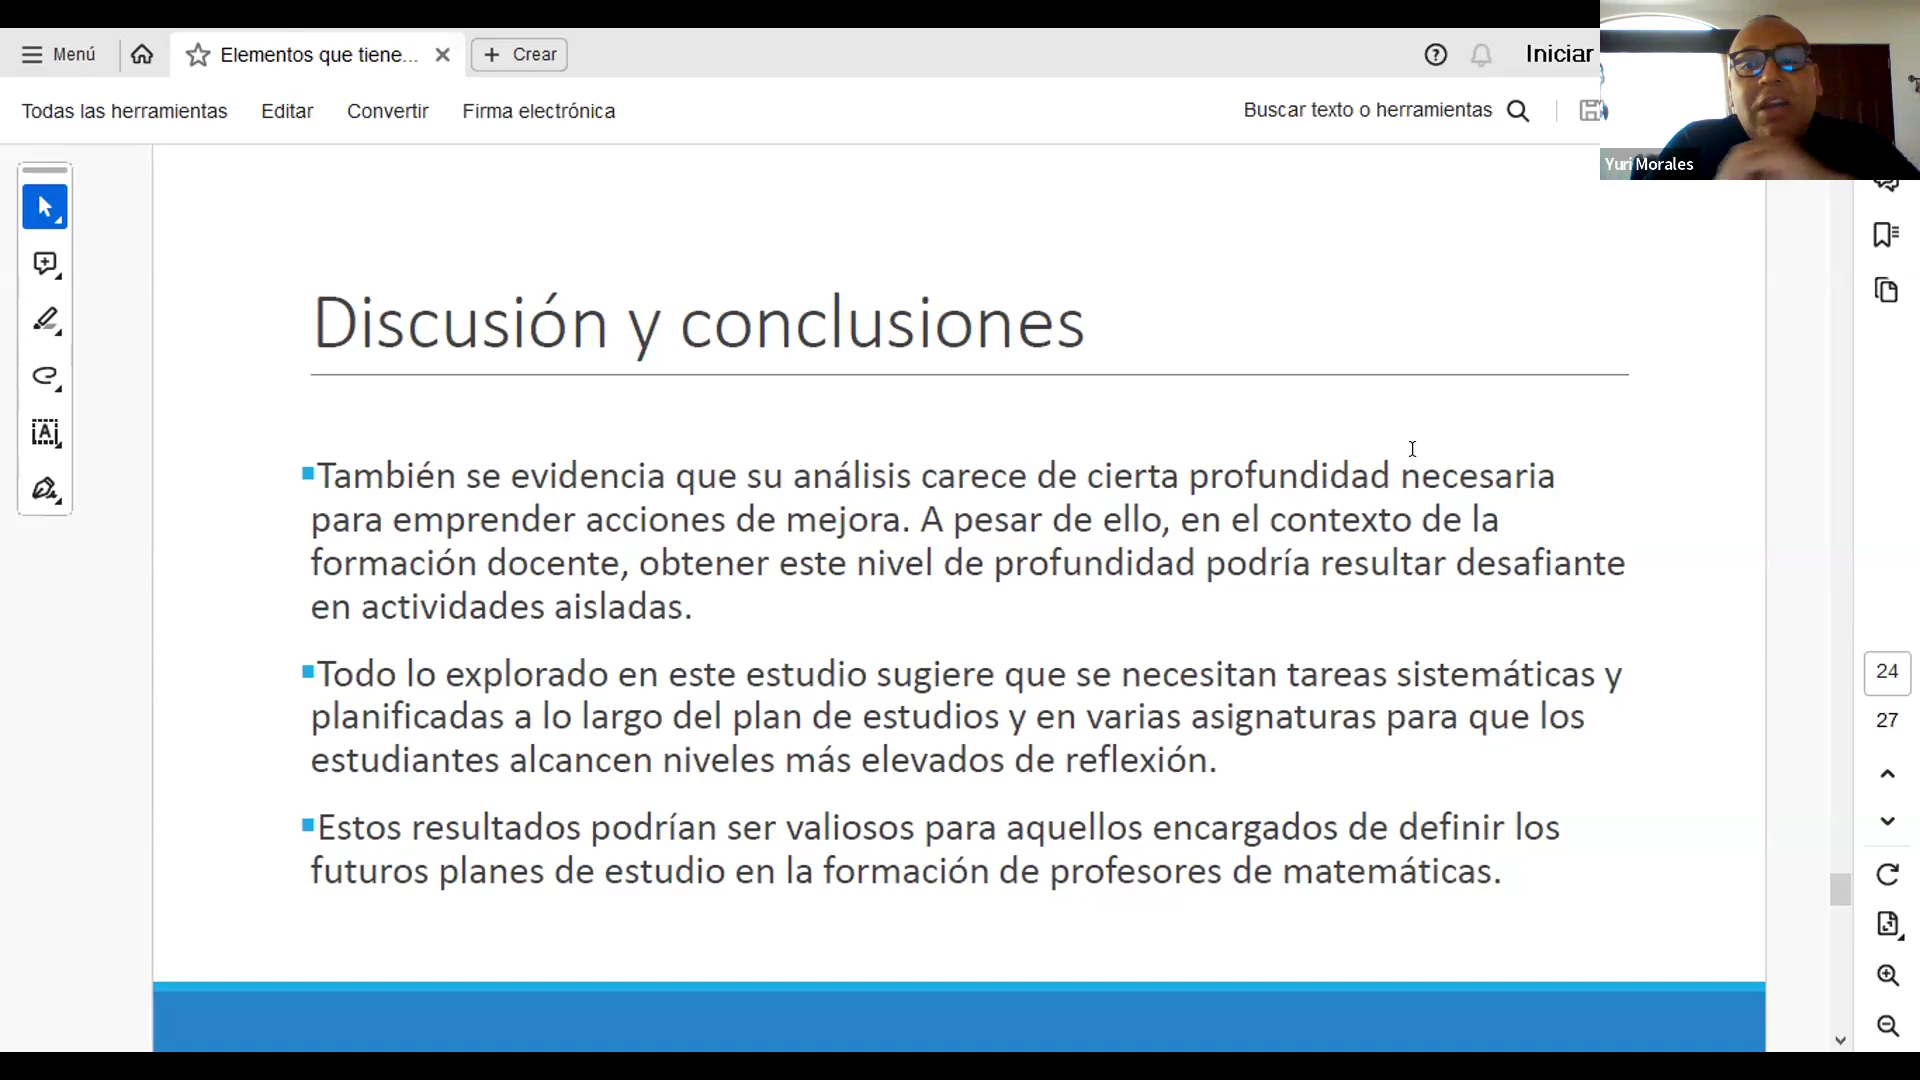 Menú
Elementos que tiene...
Crear
Iniciar
Todas las herramientas
Editar
Convertir
Firma electrónica
Buscar texto o herramientas
Yuri Morales
Discusión y conclusiones
También se evidencia que su análisis carece de cierta profundidad necesaria
para emprender acciones de mejora. A pesar de ello, en el contexto de la
formación docente, obtener este nivel de profundidad podría resultar desafiante
en actividades aisladas.
Todo lo explorado en este estudio sugiere que se necesitan tareas sistemáticas y
planificadas a lo largo del plan de estudios y en varias asignaturas para que los
estudiantes alcancen niveles más elevados de reflexión.
Estos resultados podrían ser valiosos para aquellos encargados de definir los
futuros planes de estudio en la formación de profesores de matemáticas.
24
27